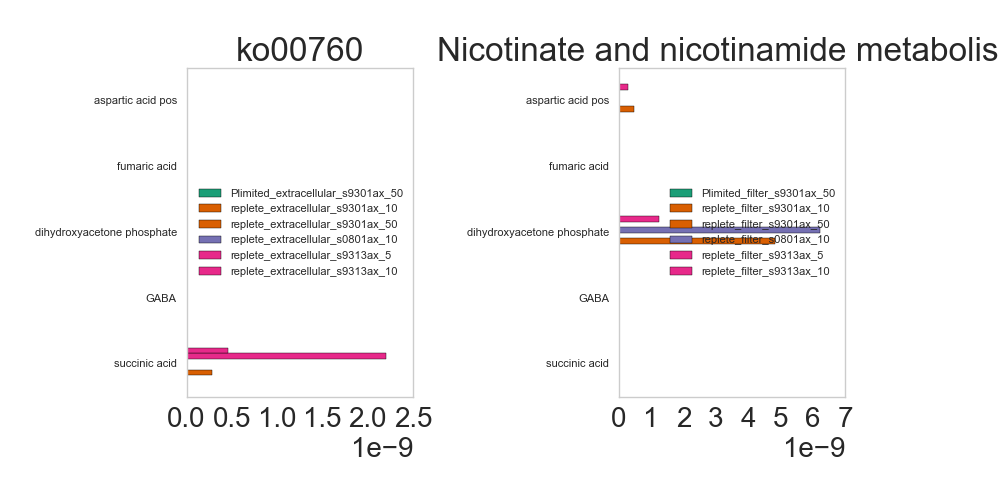 ko00760
Nicotinate and nicotinamide metabolis
aspartic acid pos
fumaric acid
dihydroxyacetone phosphate
GABA
succinic acid
Plimited_extracellular_s9301ax_50
replete_extracellular_s9301ax_10
replete_extracellular_s9301ax_50
replete_extracellular_s0801ax_10
replete_extracellular_s9313ax_5
replete_extracellular_s9313ax_10
0.0 0.5 1.0 1.5 2.0 2.5
1e−9
aspartic acid pos
fumaric acid
dihydroxyacetone phosphate
GABA
succinic acid
Plimited_filter_s9301ax_50
replete_filter_s9301ax_10
replete_filter_s9301ax_50
replete_filter_s0801ax_10
replete_filter_s9313ax_5
replete_filter_s9313ax_10
0 1 2 3 4 5 6 7
1e−9